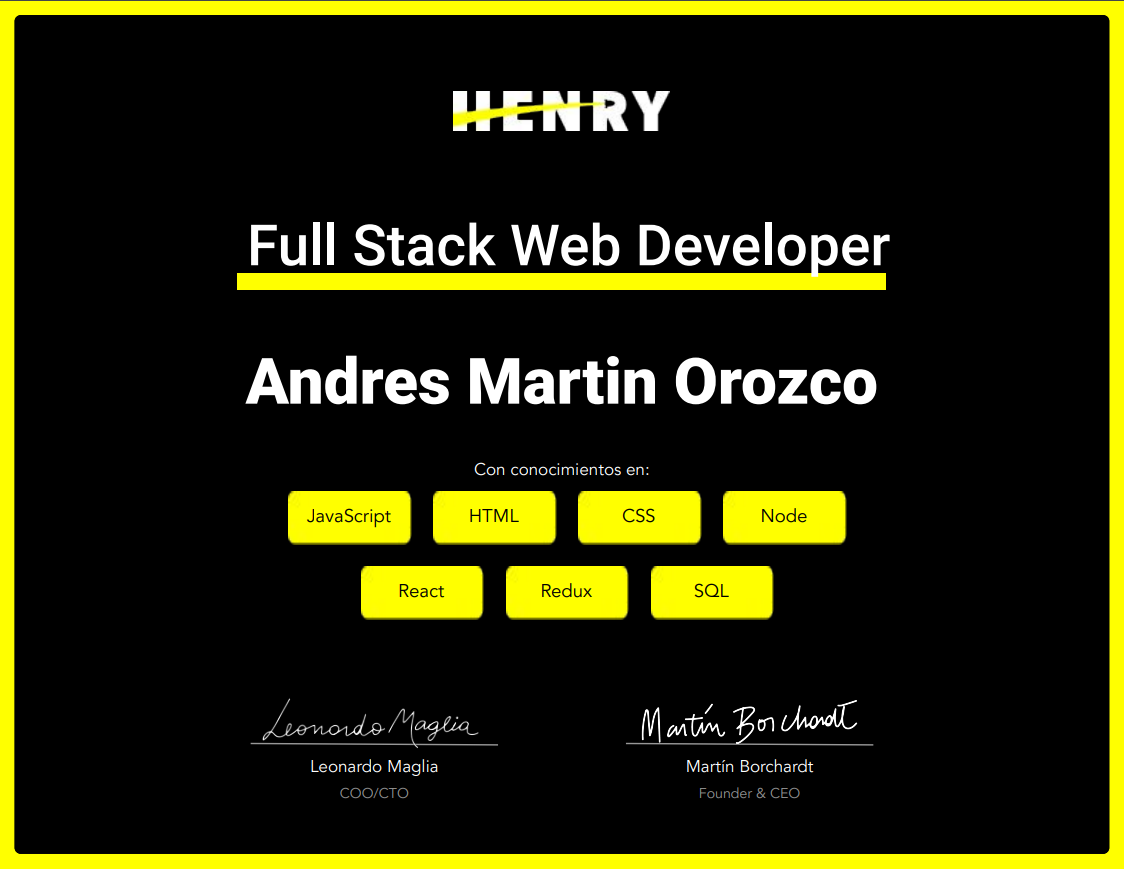 HENRY
Full Stack Web Developer
Andres Martin Orozco
Con conocimientos en:
JavaScript HTML CSS Node
React Redux SQL
Leonardo Maglia Martín Borchardt
Leonardo Maglia Martín Borchardt
COO/CTO Founder & CEO